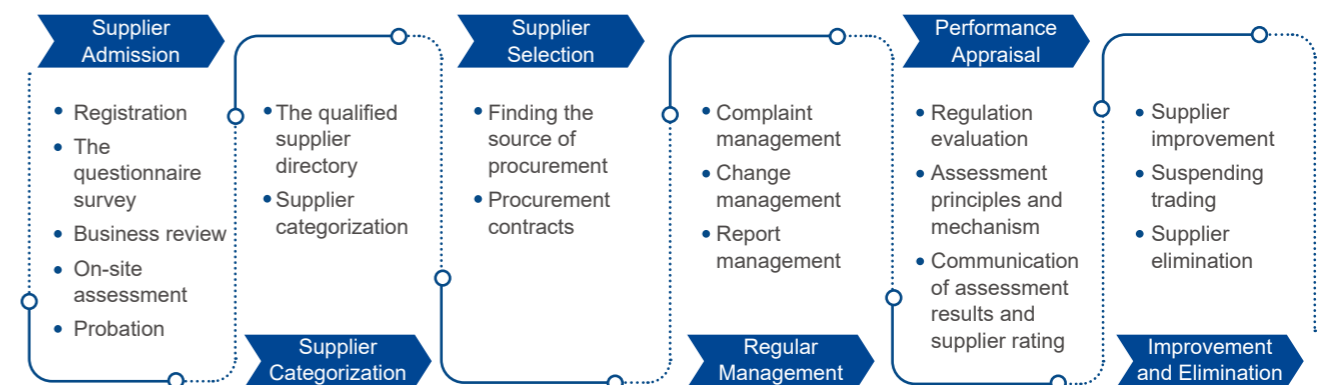 Supplier
Admission
• Registration
• The
questionnaire
survey
• Business review
• On-site
assessment
• Probation
• The qualified
supplier
directory
• Supplier
categorization
Supplier
Categorization
Supplier
Selection
• Finding the
source of
procurement
• Procurement
contracts
• Complaint
management
• Change
management
• Report
management
Regular
Management
Performance
Appraisal
• Regulation
evaluation
• Assessment
principles and
mechanism
• Communication
of assessment
results and
supplier rating
• Supplier
improvement
• Suspending
trading
• Supplier
elimination
Improvement
and Elimination